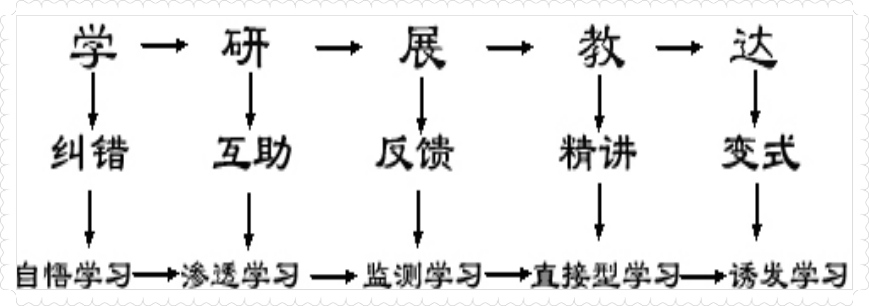 学 研 展 教 达
纠错 互助 反馈 精讲 变式
自悟学习 渗透学习 监测学习 直接型学习 诱发学习